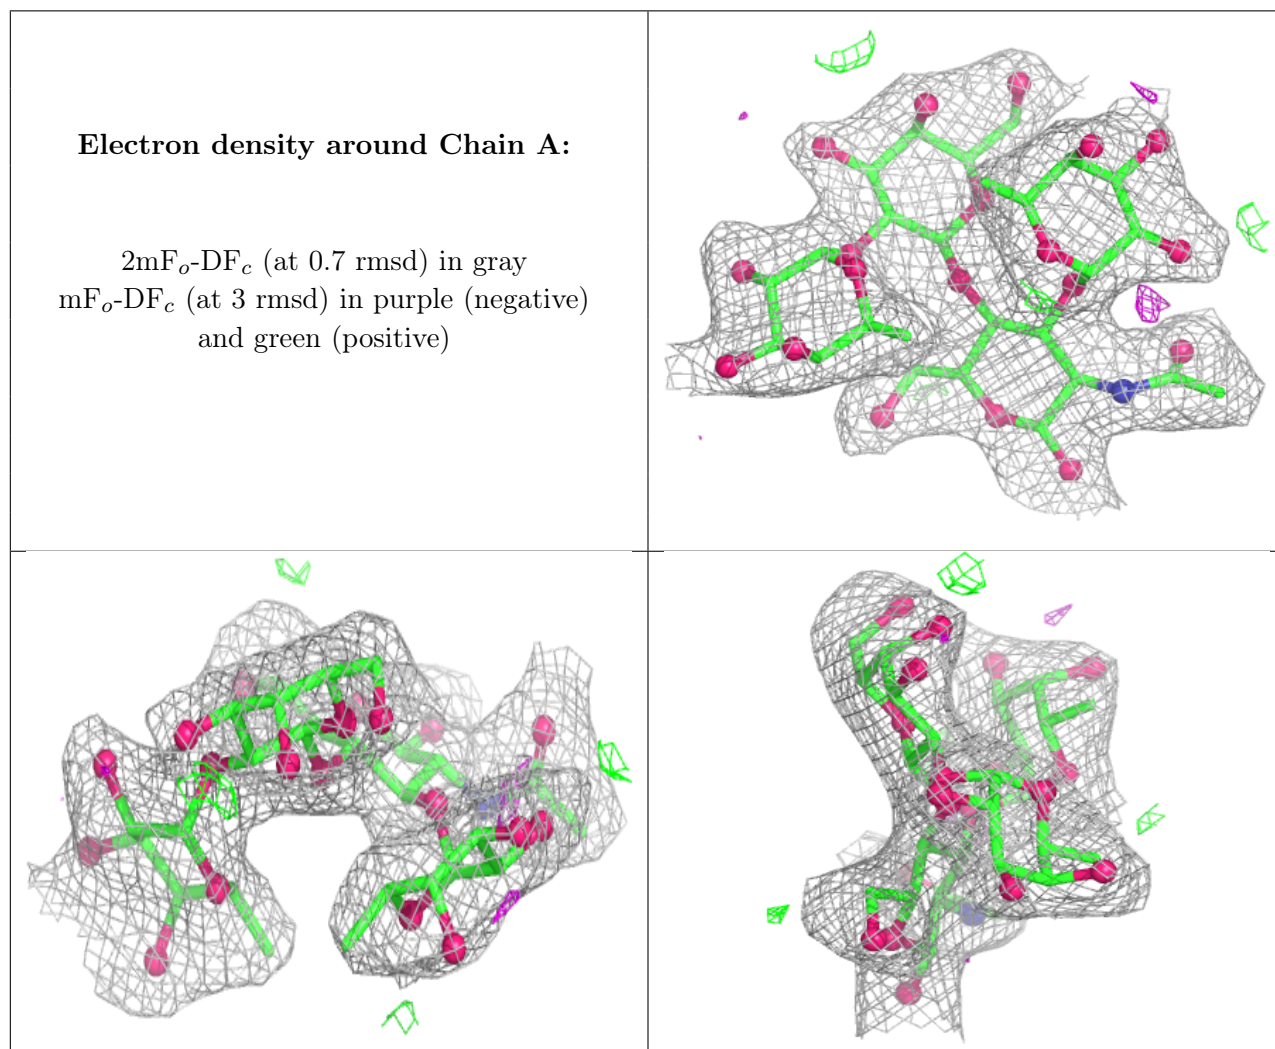 Electron density around Chain A:
2mFo-DFc (at 0.7 rmsd) in gray
mFo-DFc (at 3 rmsd) in purple (negative)
and green (positive)